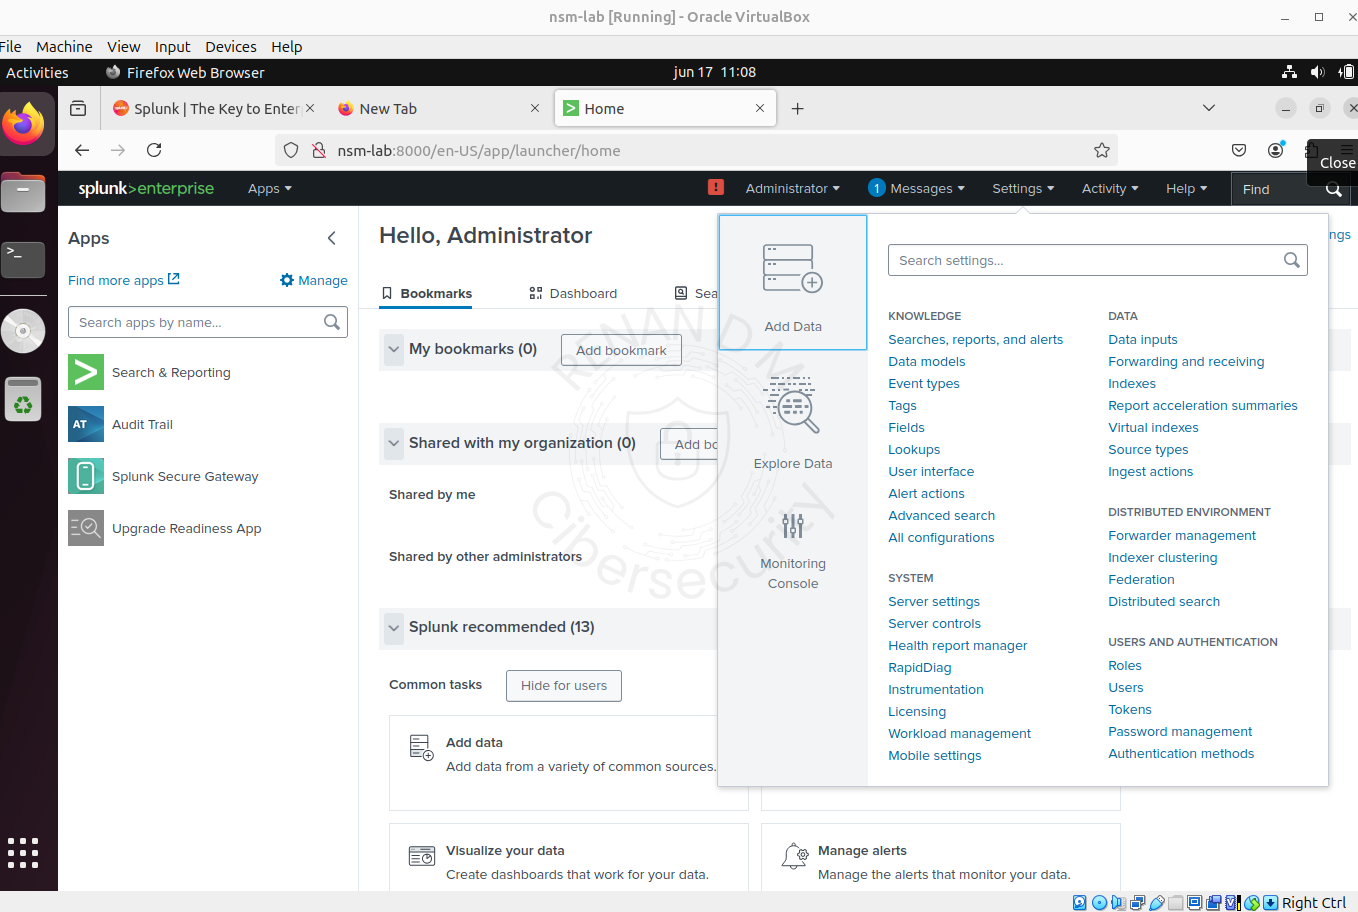 nsm-lab [Running] - Oracle VirtualBox
File Machine View Input Devices Help
Activities Firefox Web Browser jun 17 11:08
Splunk | The Key to Enter New Tab Home
nsm-lab:8000/en-US/app/launcher/home
Close
splunk>enterprise Apps Administrator 1 Messages Settings Activity Help Find
Apps
Find more apps Manage
Search apps by name...
Search & Reporting
AT Audit Trail
Splunk Secure Gateway
Upgrade Readiness App
Hello, Administrator
ngs
Bookmarks Dashboard Sea
My bookmarks (0) Add bookmark
Shared with my organization (0) Add bo
Shared by me
Shared by other administrators
Splunk recommended (13)
Common tasks Hide for users
Add data
Add data from a variety of common sources.
Visualize your data
Create dashboards that work for your data.
Manage alerts
Manage the alerts that monitor your data.
Add Data
Explore Data
Monitoring
Console
Search settings...
KNOWLEDGE
Searches, reports, and alerts
Data models
Event types
Tags
Fields
Lookups
User interface
Alert actions
Advanced search
All configurations
SYSTEM
Server settings
Server controls
Health report manager
RapidDiag
Instrumentation
Licensing
Workload management
Mobile settings
DATA
Data inputs
Forwarding and receiving
Indexes
Report acceleration summaries
Virtual indexes
Source types
Ingest actions
DISTRIBUTED ENVIRONMENT
Forwarder management
Indexer clustering
Federation
Distributed search
USERS AND AUTHENTICATION
Roles
Users
Tokens
Password management
Authentication methods
RENAN D M
Cibersecurity
Right Ctrl